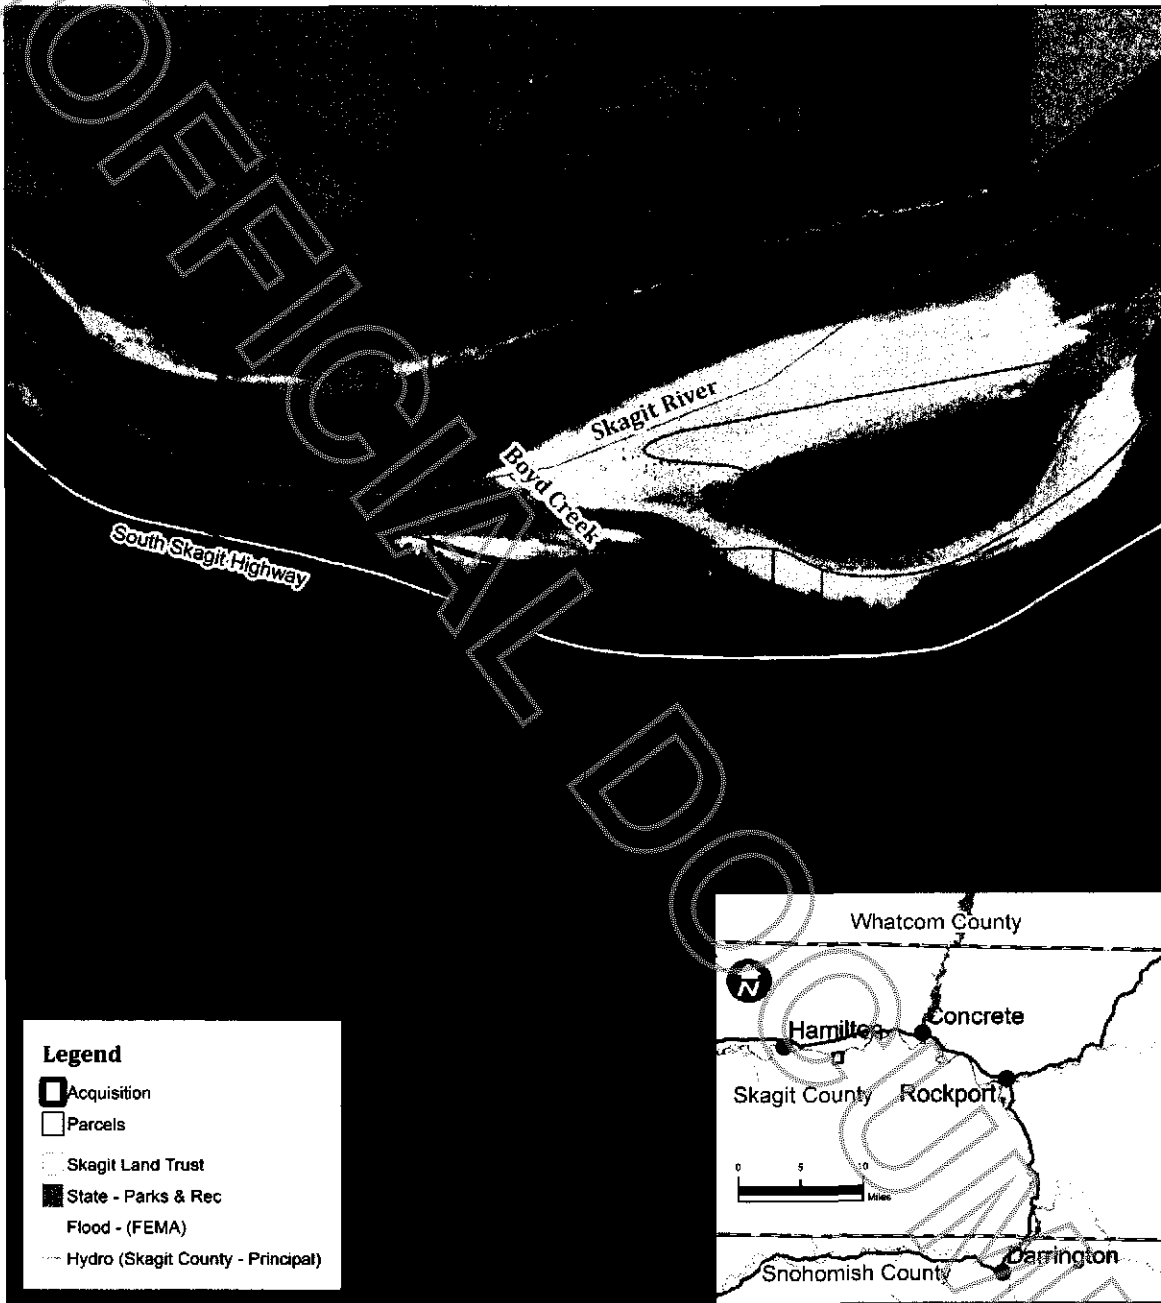 OFFICIAL DOCUM
Skagit River
Boyd Creek
South Skagit Highway
Whatcom County
N
Hamilton
Concrete
Skagit County
Rockport
0 5 10
Miles
Darrington
Snohomish County
Legend
Acquisition
Parcels
Skagit Land Trust
State - Parks & Rec
Flood - (FEMA)
Hydro (Skagit County - Principal)